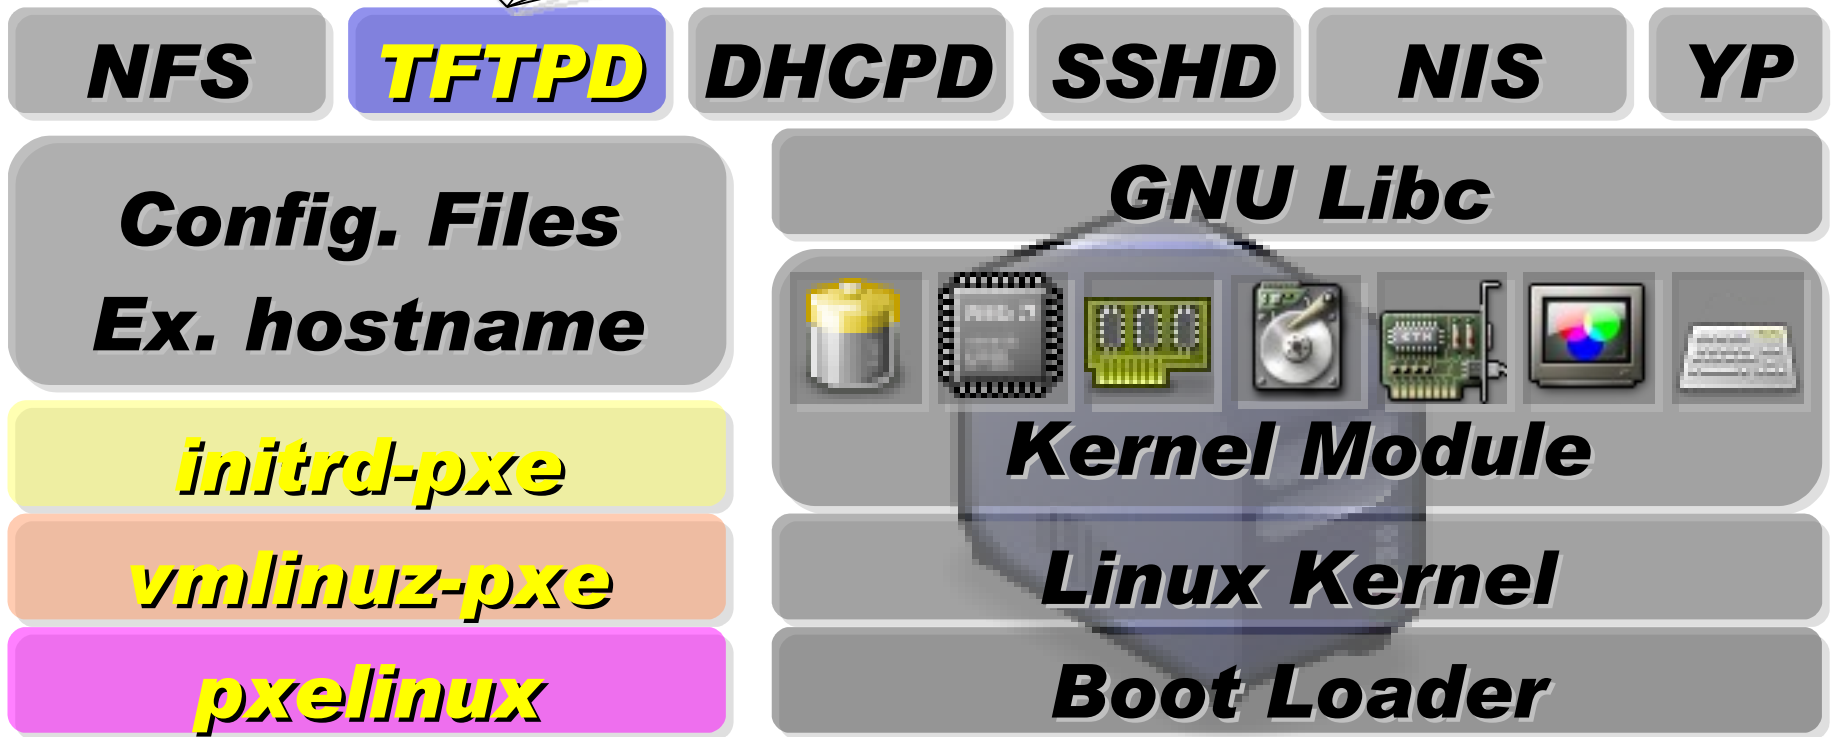 NFS
TFTPD
DHCPD
SSHD
NIS
YP
Config. Files
Ex. hostname
initrd-pxe
vmlinuz-pxe
pxelinux
GNU Libc
Kernel Module
Linux Kernel
Boot Loader